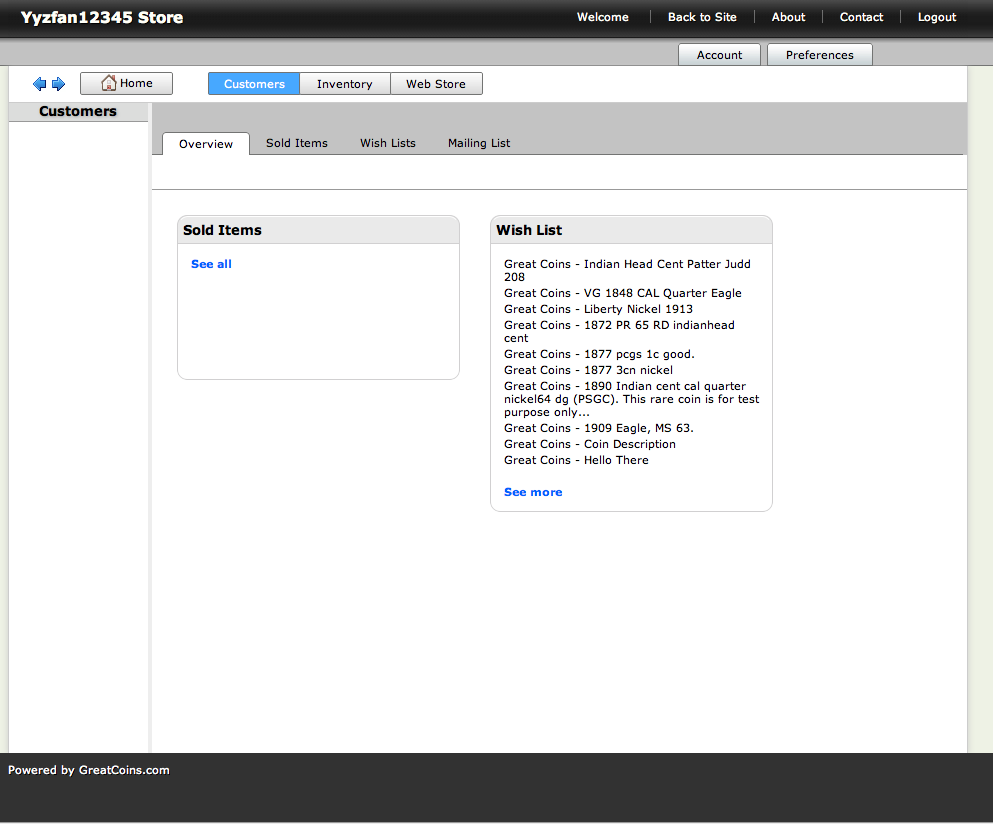 Yyzfan12345 Store
Welcome
Back to Site
About
Contact
Logout
Account
Preferences
Home
Customers
Inventory
Web Store
Customers
Overview
Sold Items
Wish Lists
Mailing List
Sold Items
See all
Wish List
Great Coins - Indian Head Cent Patter Judd
208
Great Coins - VG 1848 CAL Quarter Eagle
Great Coins - Liberty Nickel 1913
Great Coins - 1872 PR 65 RD indianhead
cent
Great Coins - 1877 pcgs 1c good.
Great Coins - 1877 3cn nickel
Great Coins - 1890 Indian cent cal quarter
nickel64 dg (PSGC). This rare coin is for test
purpose only...
Great Coins - 1909 Eagle, MS 63.
Great Coins - Coin Description
Great Coins - Hello There
See more
Powered by GreatCoins.com